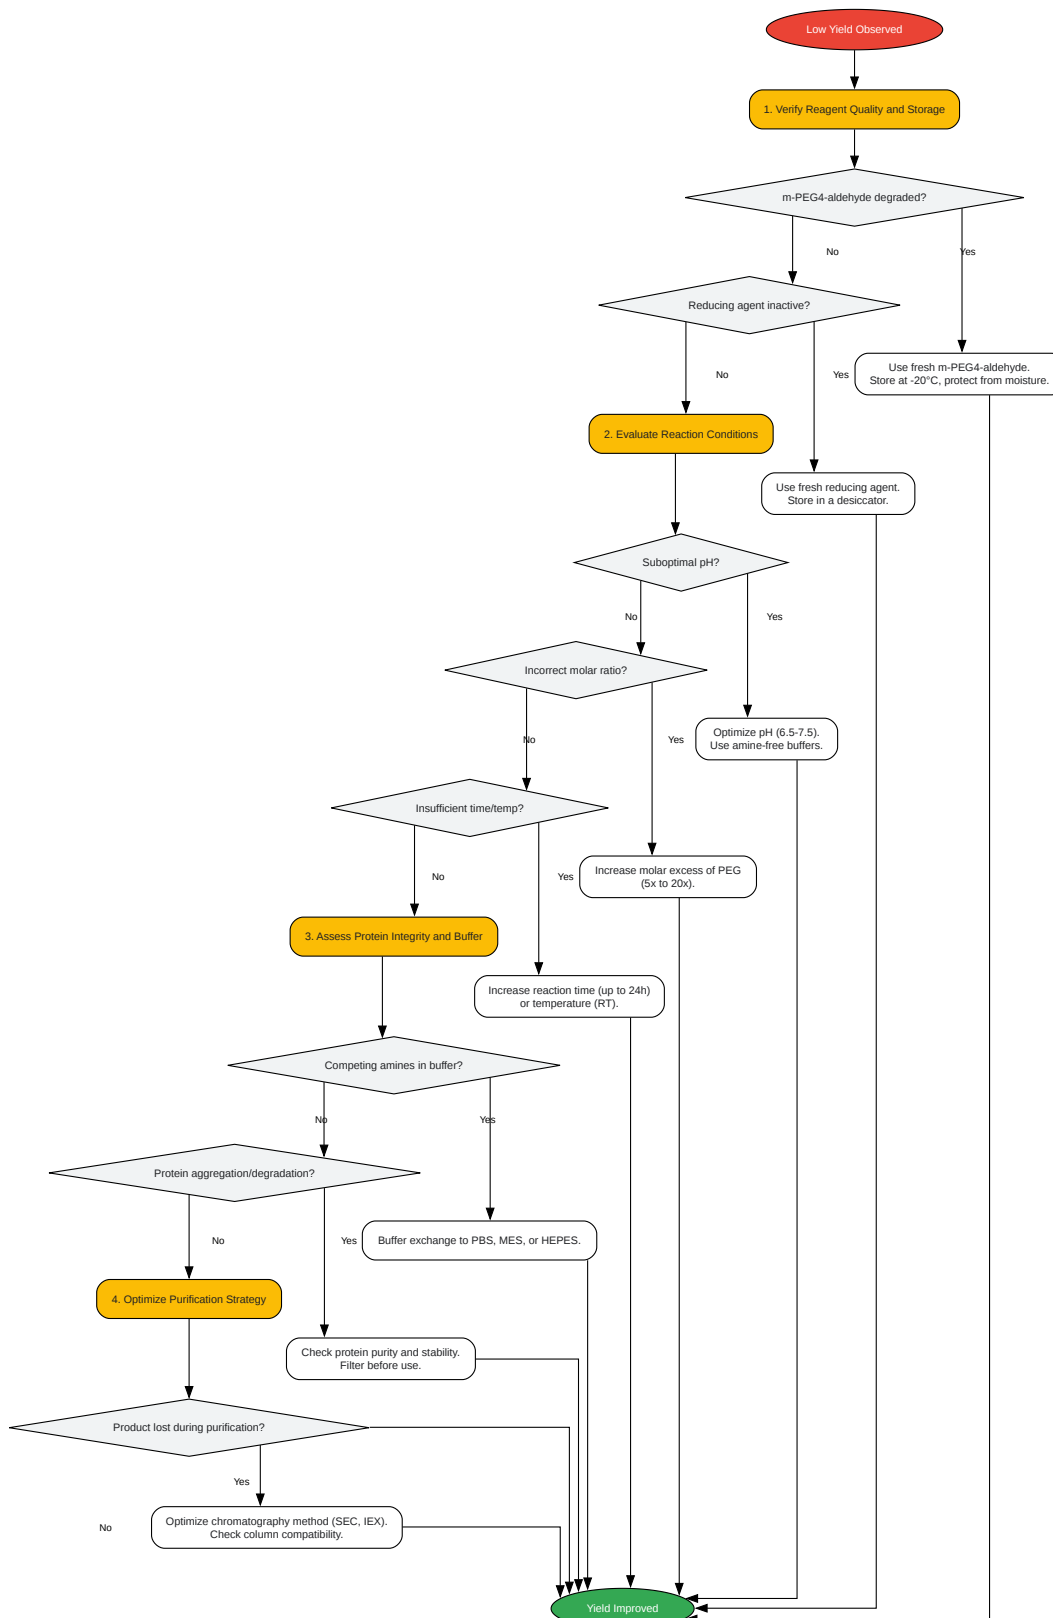 Low Yield Observed
1. Verify Reagent Quality and Storage
m-PEG4-aldehyde degraded?
No
Yes
Reducing agent inactive?
Use fresh m-PEG4-aldehyde.
Store at -20°C, protect from moisture.
No
Yes
2. Evaluate Reaction Conditions
Use fresh reducing agent.
Store in a desiccator.
Suboptimal pH?
No
Yes
Incorrect molar ratio?
Optimize pH (6.5-7.5).
Use amine-free buffers.
No
Yes
Insufficient time/temp?
Increase molar excess of PEG
(5x to 20x).
No
Yes
3. Assess Protein Integrity and Buffer
Increase reaction time (up to 24h)
or temperature (RT).
Competing amines in buffer?
No
Yes
Protein aggregation/degradation?
No
Yes
Buffer exchange to PBS, MES, or HEPES.
4. Optimize Purification Strategy
Check protein purity and stability.
Filter before use.
Product lost during purification?
Yes
No
Optimize chromatography method (SEC, IEX).
Check column compatibility.
Yield Improved